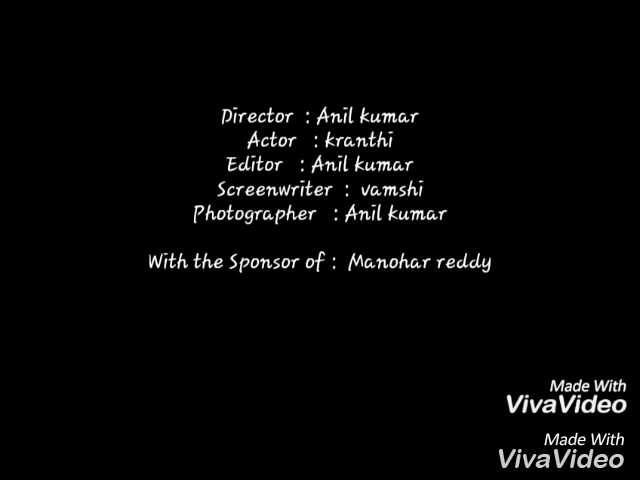 Director : Anil kumar
Actor : kranthi
Editor : Anil kumar
Screenwriter : vamshi
Photographer : Anil kumar
With the Sponsor of : Manohar reddy
Made With
VivaVideo
Made With
VivaVideo